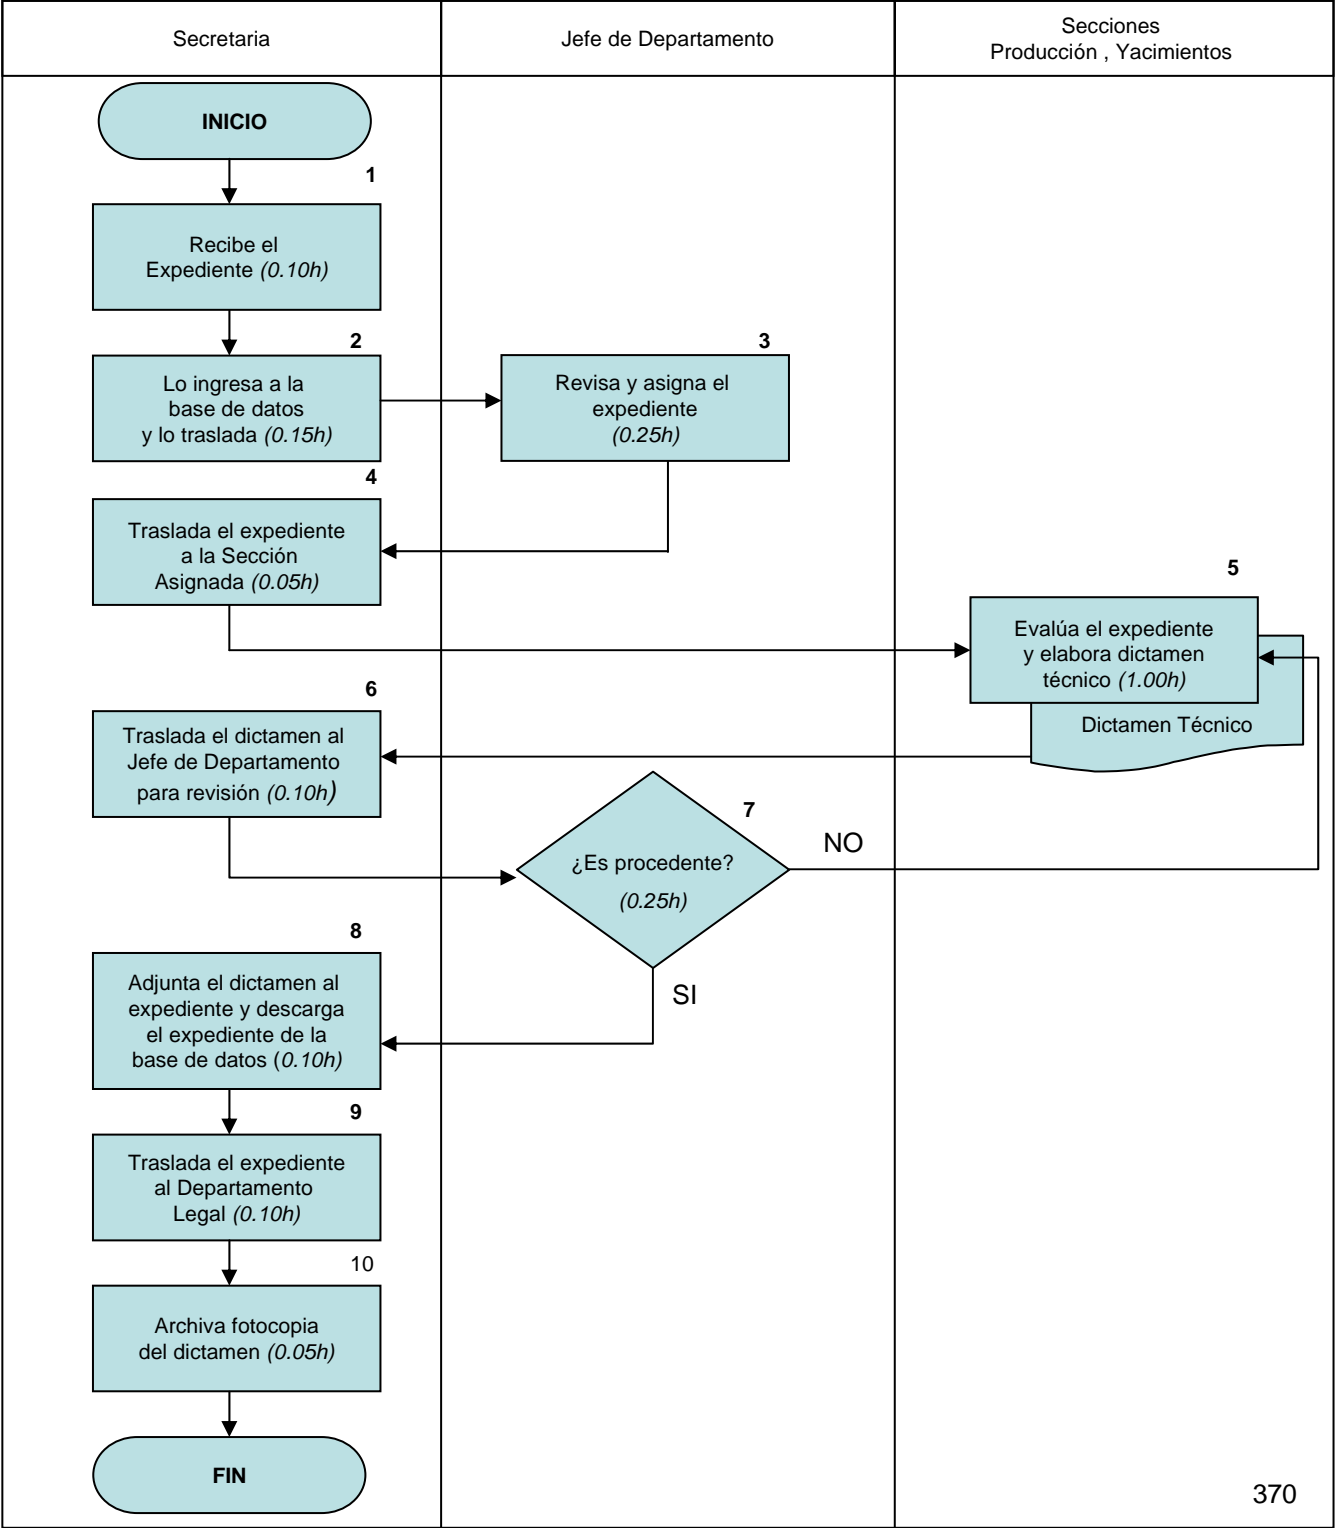 Secretaria
Jefe de Departamento
Secciones
Producción , Yacimientos
INICIO
1
Recibe el
Expediente (0.10h)
2
Lo ingresa a la
base de datos
y lo traslada (0.15h)
3
Revisa y asigna el
expediente
(0.25h)
4
Traslada el expediente
a la Sección
Asignada (0.05h)
5
Evalúa el expediente
y elabora dictamen
técnico (1.00h)
Dictamen Técnico
6
Traslada el dictamen al
Jefe de Departamento
para revisión (0.10h)
7
¿Es procedente?
(0.25h)
NO
SI
8
Adjunta el dictamen al
expediente y descarga
el expediente de la
base de datos (0.10h)
9
Traslada el expediente
al Departamento
Legal (0.10h)
10
Archiva fotocopia
del dictamen (0.05h)
FIN
370